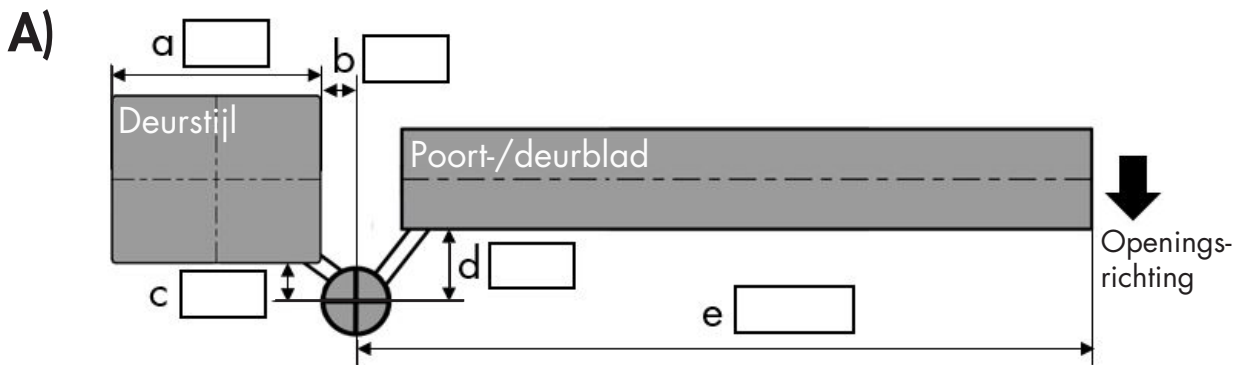 A)
a
b
Deurstijl
Poort-/deurblad
Openings-
richting
c
d
e